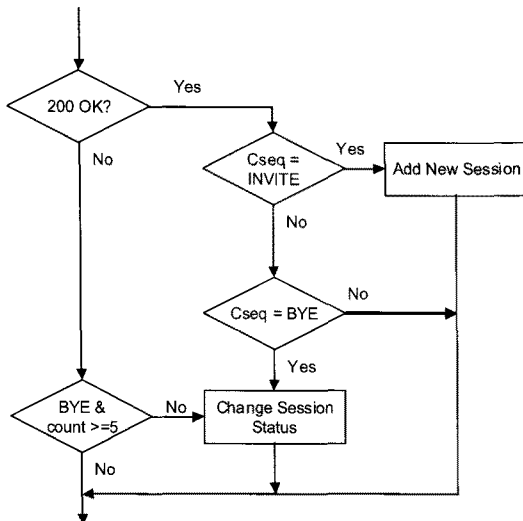 200 OK?
Yes
No
Cseq =
INVITE
Yes
Add New Session
No
Cseq = BYE
No
Yes
BYE &
count >=5
No
Change Session
Status
No